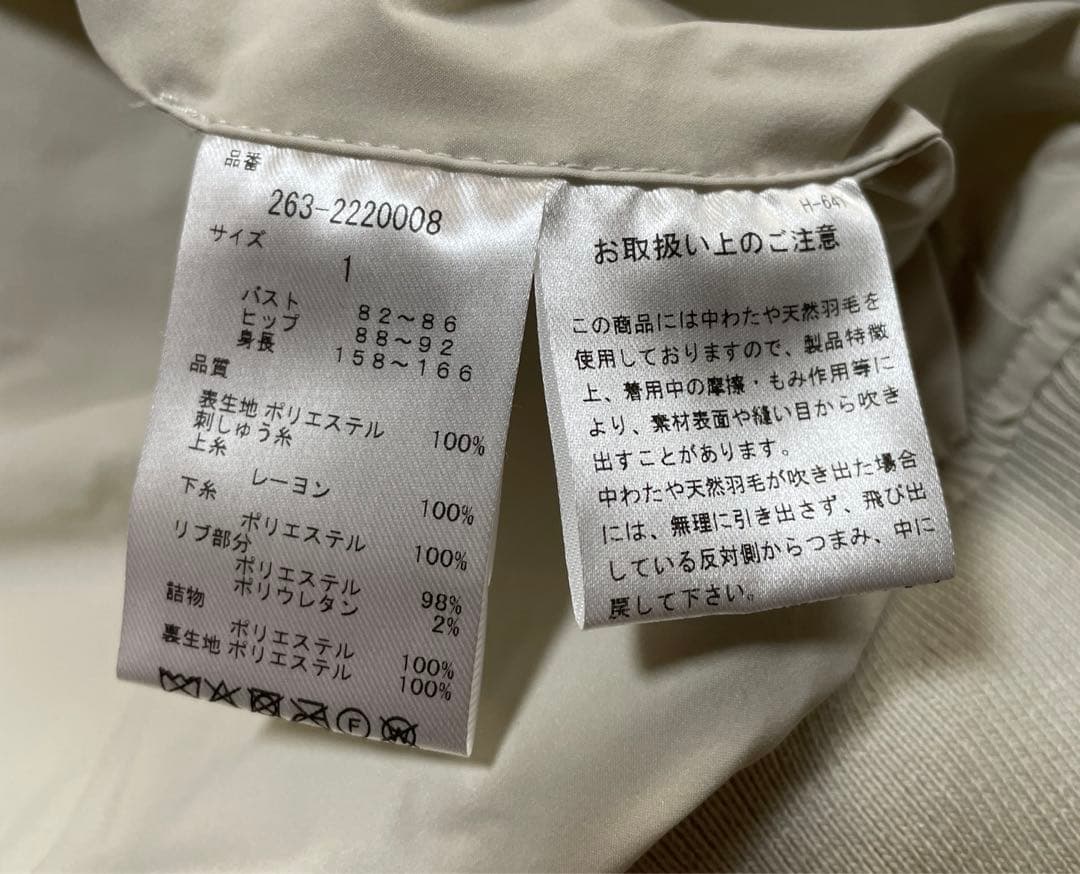 品番
263-2220008
サイズ
1
バスト 82～86
ヒップ 88～92
身長 158～166
品質
表生地 ポリエステル 100%
刺しゅう糸
上糸
レーヨン 100%
下糸
ポリエステル 100%
リブ部分
ポリエステル 98%
ポリウレタン 2%
詰物
ポリエステル 100%
裏生地 ポリエステル 100%
F
W
H-641
お取扱い上のご注意
この商品には中わたや天然羽毛を
使用しておりますので、製品特徴
上、着用中の摩擦・もみ作用等に
より、素材表面や縫い目から吹き
出すことがあります。
中わたや天然羽毛が吹き出た場合
には、無理に引き出さず、飛び出
している反対側からつまみ、中に
戻して下さい。